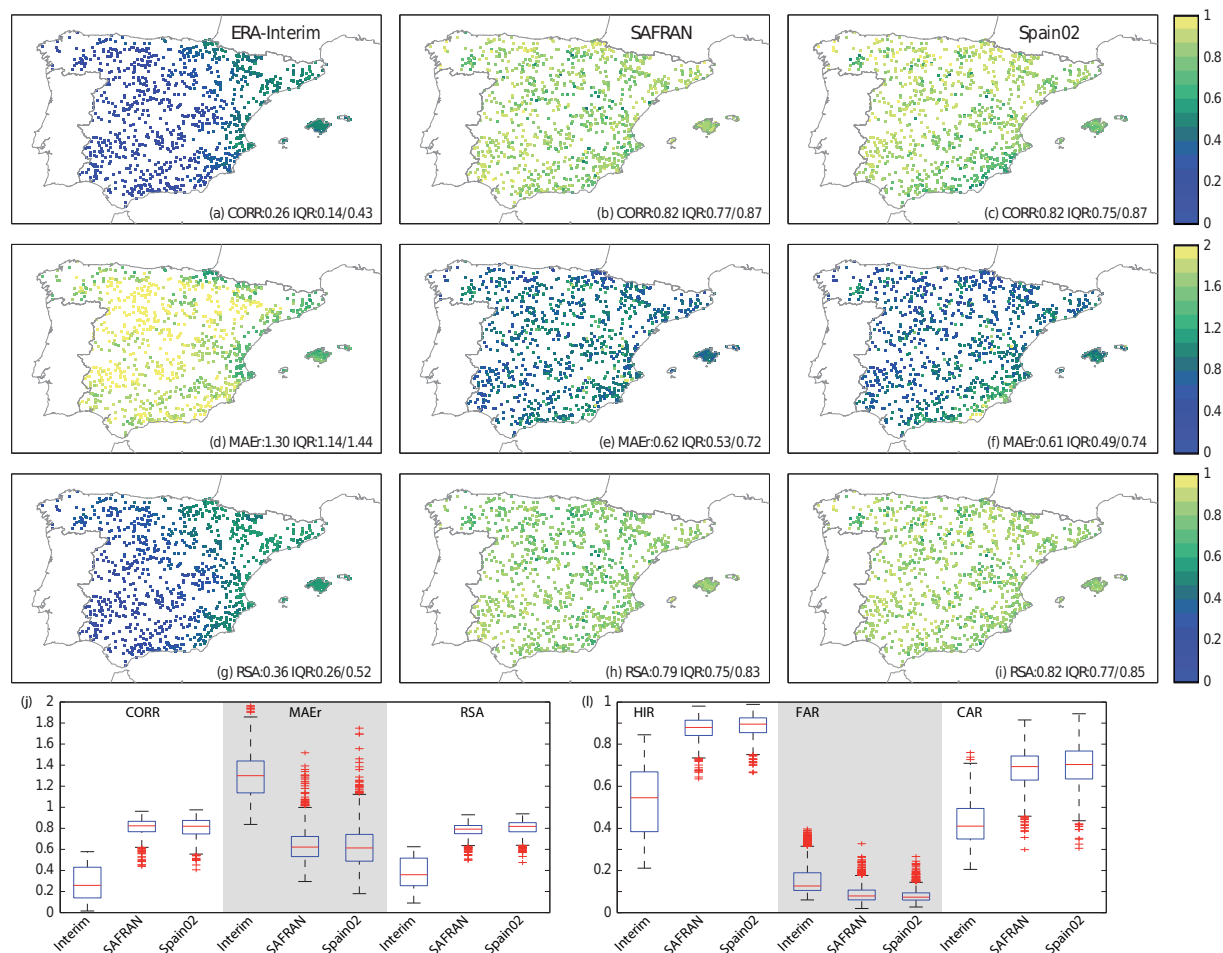 ERA-Interim
SAFRAN
Spain02
1
0.8
0.6
0.4
0.2
0
(a) CORR:0.26 IQR:0.14/0.43
(b) CORR:0.82 IQR:0.77/0.87
(c) CORR:0.82 IQR:0.75/0.87
2
1.6
1.2
0.8
0.4
0
(d) MAEr:1.30 IQR:1.14/1.44
(e) MAEr:0.62 IQR:0.53/0.72
(f) MAEr:0.61 IQR:0.49/0.74
1
0.8
0.6
0.4
0.2
0
(g) RSA:0.36 IQR:0.26/0.52
(h) RSA:0.79 IQR:0.75/0.83
(i) RSA:0.82 IQR:0.77/0.85
(j)
CORR
MAEr
RSA
2
1.8
1.6
1.4
1.2
1
0.8
0.6
0.4
0.2
0
Interim
SAFRAN
Spain02
Interim
SAFRAN
Spain02
Interim
SAFRAN
Spain02
(l)
HIR
FAR
CAR
1
0.8
0.6
0.4
0.2
0
Interim
SAFRAN
Spain02
Interim
SAFRAN
Spain02
Interim
SAFRAN
Spain02